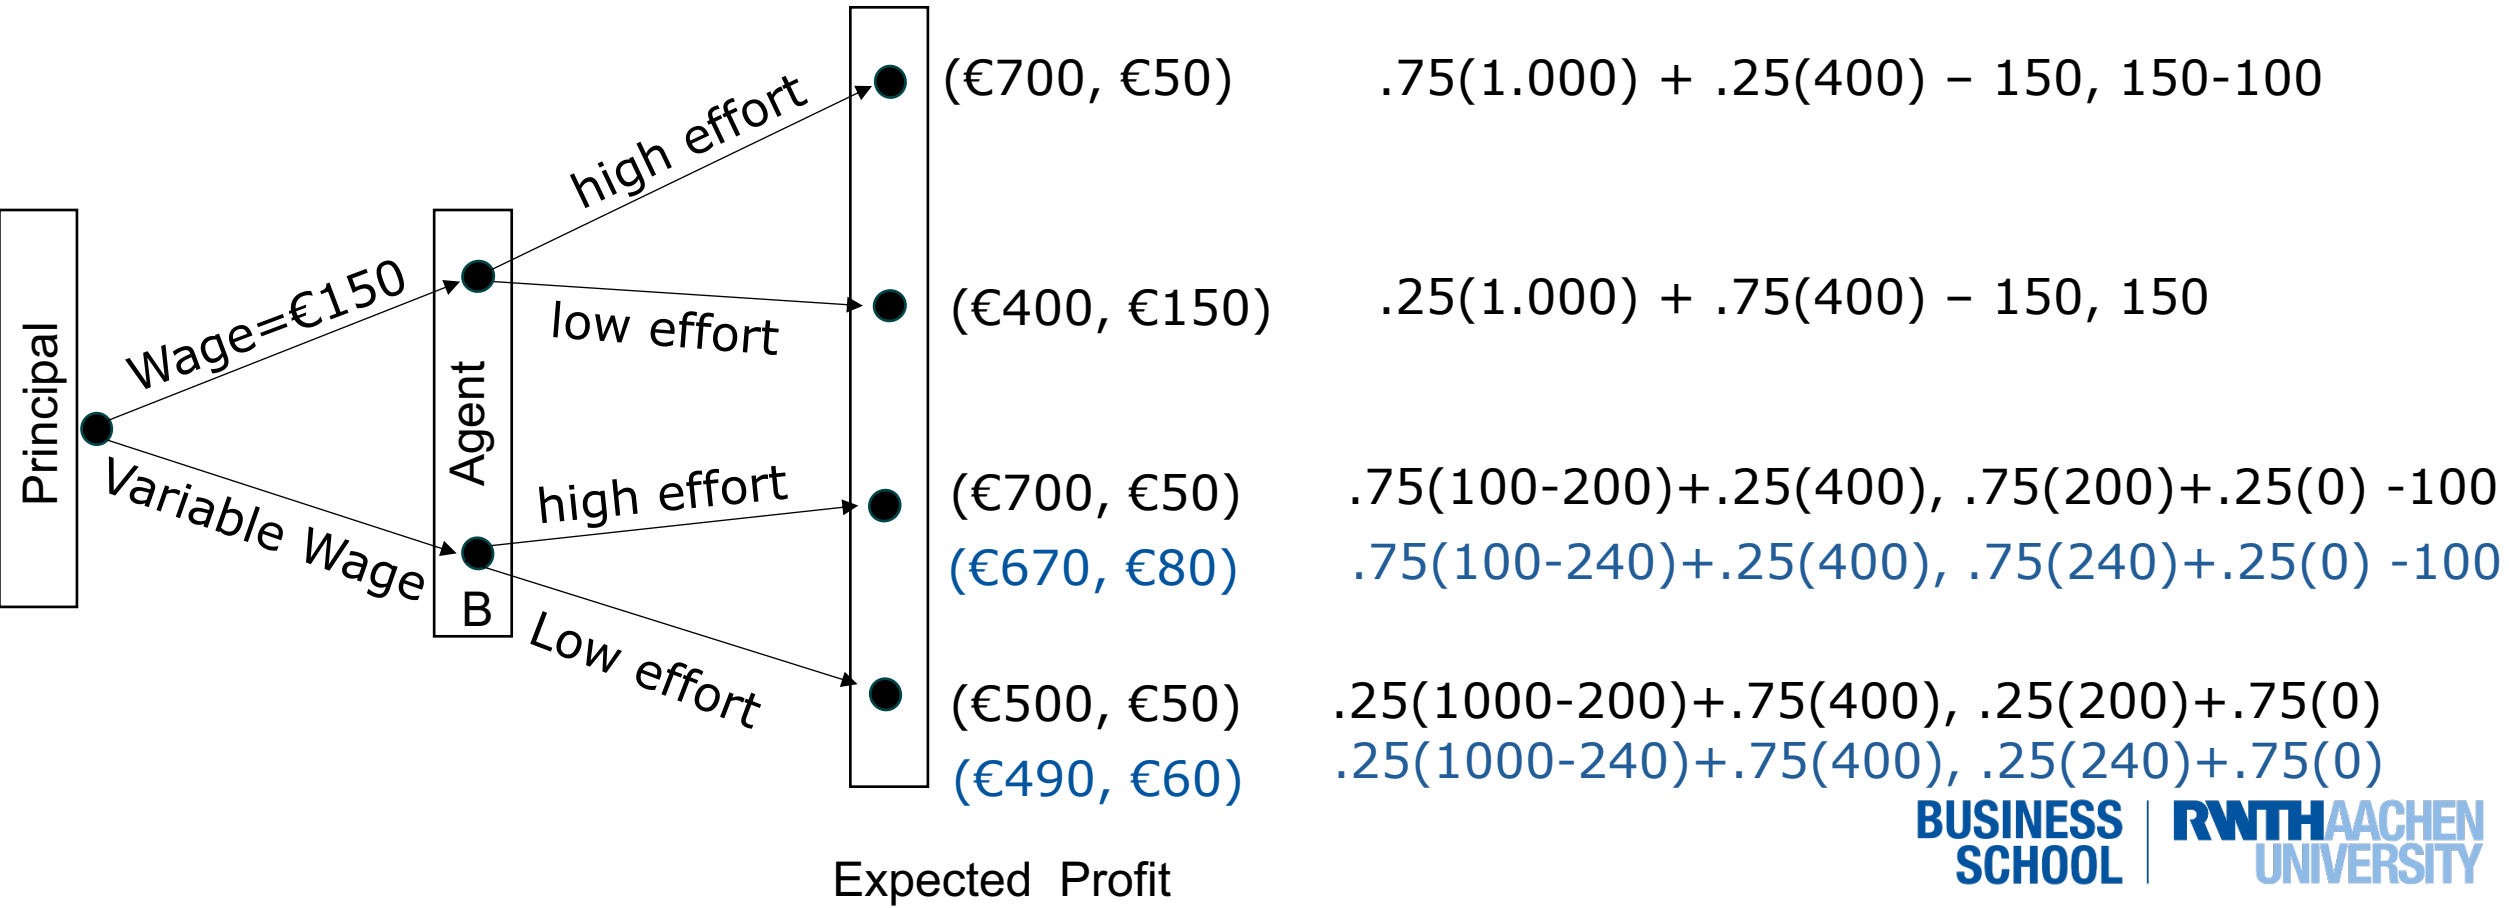 (€700, €50) .75(1.000) + .25(400) – 150, 150-100
high effort
Wage=€150
low effort
(€400, €150) .25(1.000) + .75(400) – 150, 150
Principal
Agent
Variable Wage
high effort
(€700, €50) .75(100-200)+.25(400), .75(200)+.25(0) -100
(€670, €80) .75(100-240)+.25(400), .75(240)+.25(0) -100
B
Low effort
(€500, €50) .25(1000-200)+.75(400), .25(200)+.75(0)
(€490, €60) .25(1000-240)+.75(400), .25(240)+.75(0)
Expected Profit
BUSINESS
SCHOOL
RWTHAACHEN
UNIVERSITY